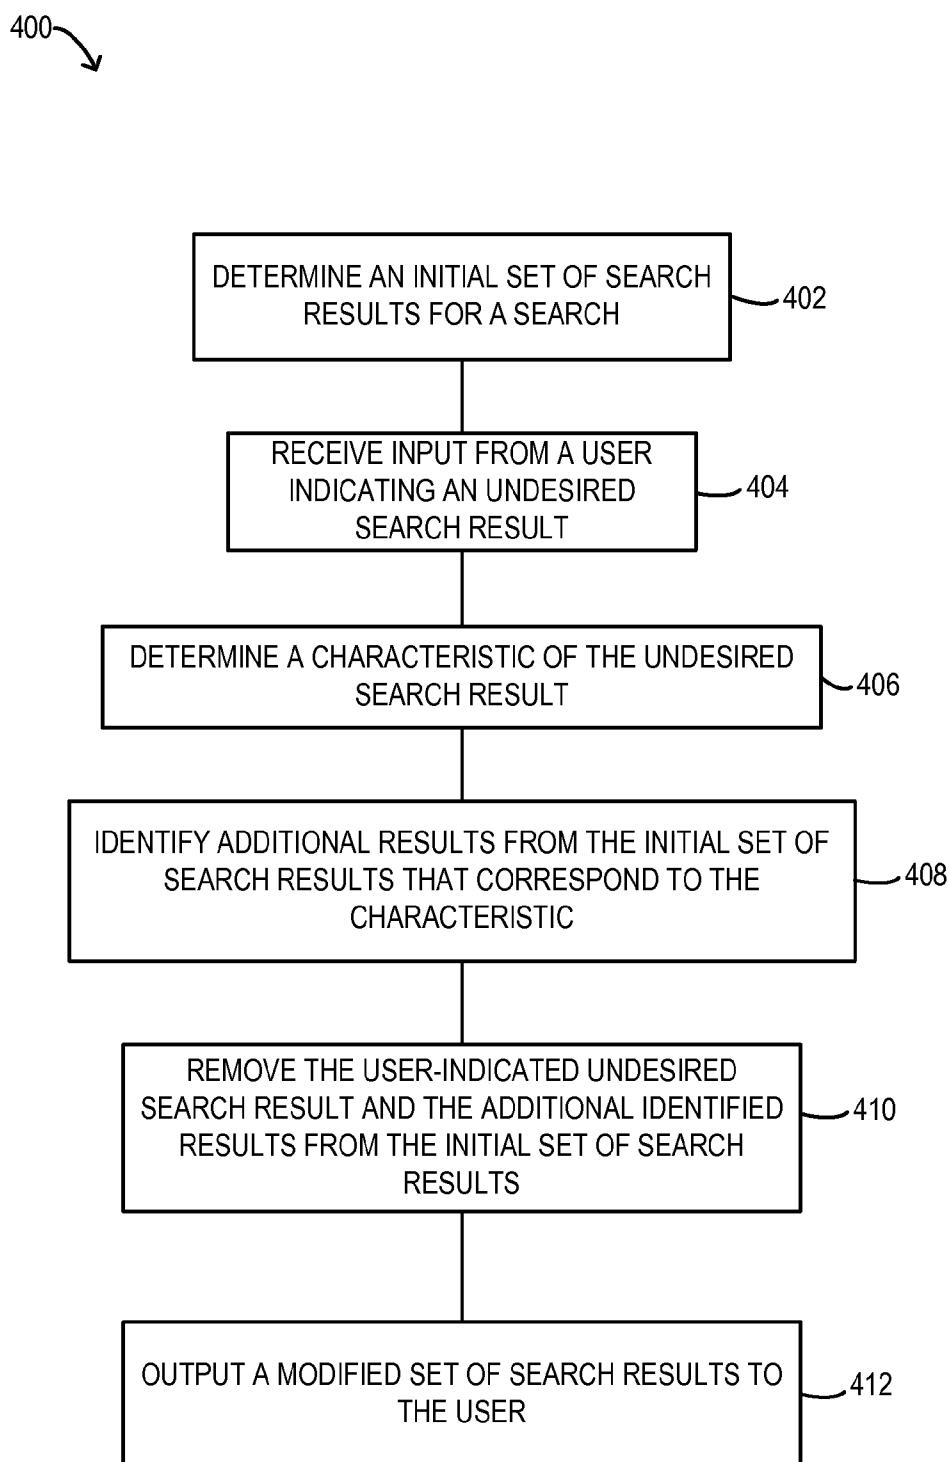 400
DETERMINE AN INITIAL SET OF SEARCH
RESULTS FOR A SEARCH
402
RECEIVE INPUT FROM A USER
INDICATING AN UNDESIRED
SEARCH RESULT
404
DETERMINE A CHARACTERISTIC OF THE UNDESIRED
SEARCH RESULT
406
IDENTIFY ADDITIONAL RESULTS FROM THE INITIAL SET OF
SEARCH RESULTS THAT CORRESPOND TO THE
CHARACTERISTIC
408
REMOVE THE USER-INDICATED UNDESIRED
SEARCH RESULT AND THE ADDITIONAL IDENTIFIED
RESULTS FROM THE INITIAL SET OF SEARCH
RESULTS
410
OUTPUT A MODIFIED SET OF SEARCH RESULTS TO
THE USER
412